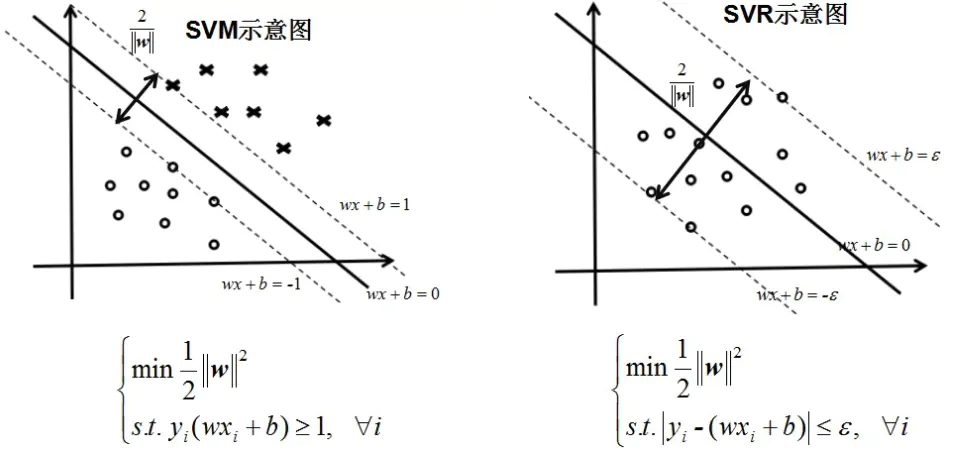 SVM示意图
2
‖w‖
wx + b = 1
wx + b = -1
wx + b = 0
min 1/2 ‖w‖²
s.t. yᵢ(wxᵢ + b) ≥ 1, ∀i
SVR示意图
2
‖w‖
wx + b = ε
wx + b = 0
wx + b = -ε
min 1/2 ‖w‖²
s.t. |yᵢ - (wxᵢ + b)| ≤ ε, ∀i